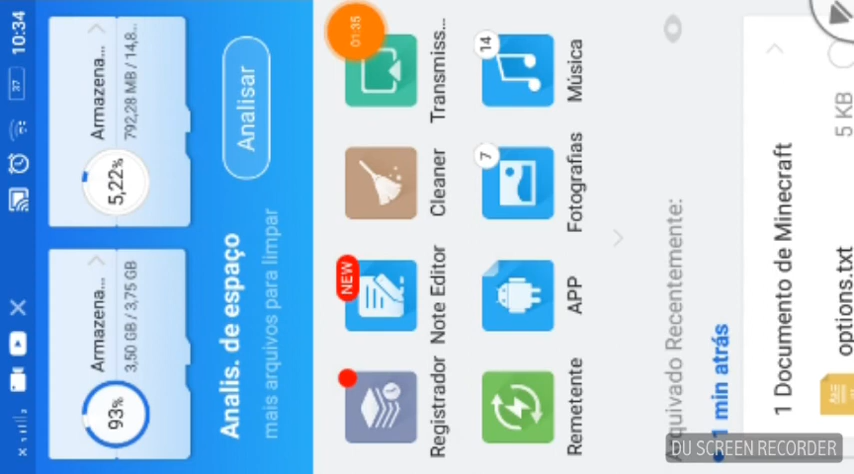 10:34
37
Armazena...
93%
3,50 GB / 3,75 GB
Armazena...
5,22%
792,28 MB / 14,8...
Analis. de espaço
mais arquivos para limpar
Analisar
01:35
NEW
Registrador
Note Editor
Cleaner
Transmiss...
7
14
Remetente
APP
Fotografias
Música
quivado Recentemente:
1 min atrás
1 Documento de Minecraft
options.txt
5 KB
DU SCREEN RECORDER